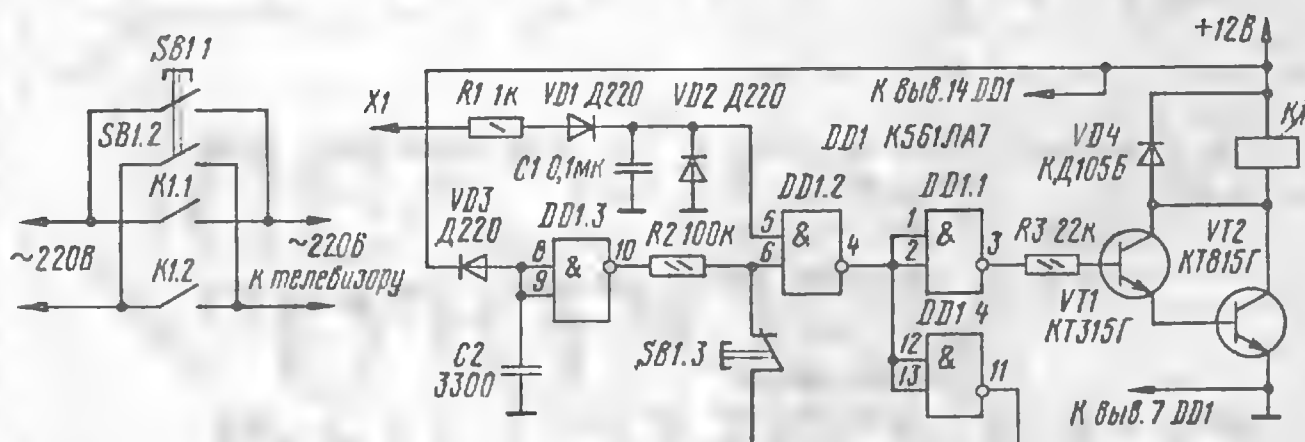 SB1.1
+12В
X1
R1 1к
VD1 Д220
VD2 Д220
К выв.14 DD1
SB1.2
DD1 К561ЛА7
VD4
КД105Б
C1 0,1мк
K1.1
VD3
Д220
DD1.3
DD1.2
DD1.1
8
9
&
10
R2 100к
5
6
&
4
1
2
&
3
R3 22к
VT2
КТ815Г
~220В
~220В
к телевизору
K1.2
VT1
КТ315Г
DD1.4
C2
3300
SB1.3
12
13
&
11
К выв.7 DD1